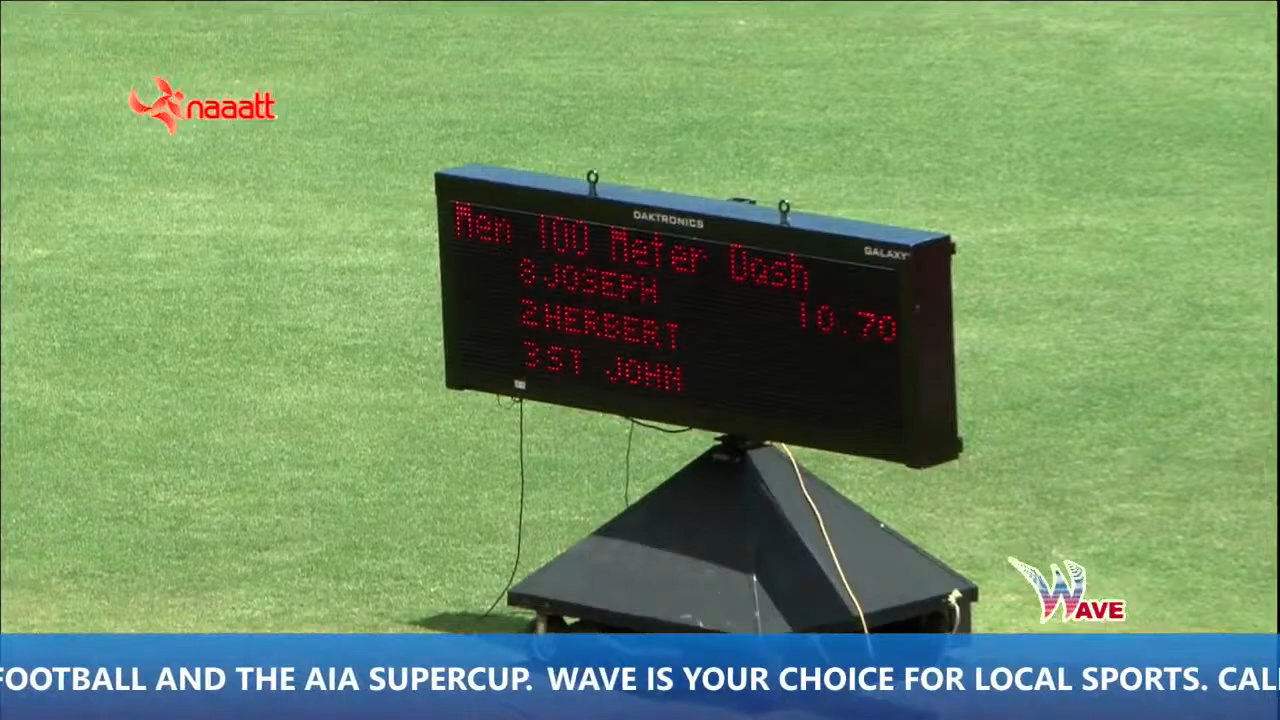 naaatt
DAKTRONICS
GALAXY
Men 100 Meter Dash
8 JOSEPH 10.70
2 HERBERT
3 ST JOHN
WAVE
FOOTBALL AND THE AIA SUPERCUP. WAVE IS YOUR CHOICE FOR LOCAL SPORTS. CAL